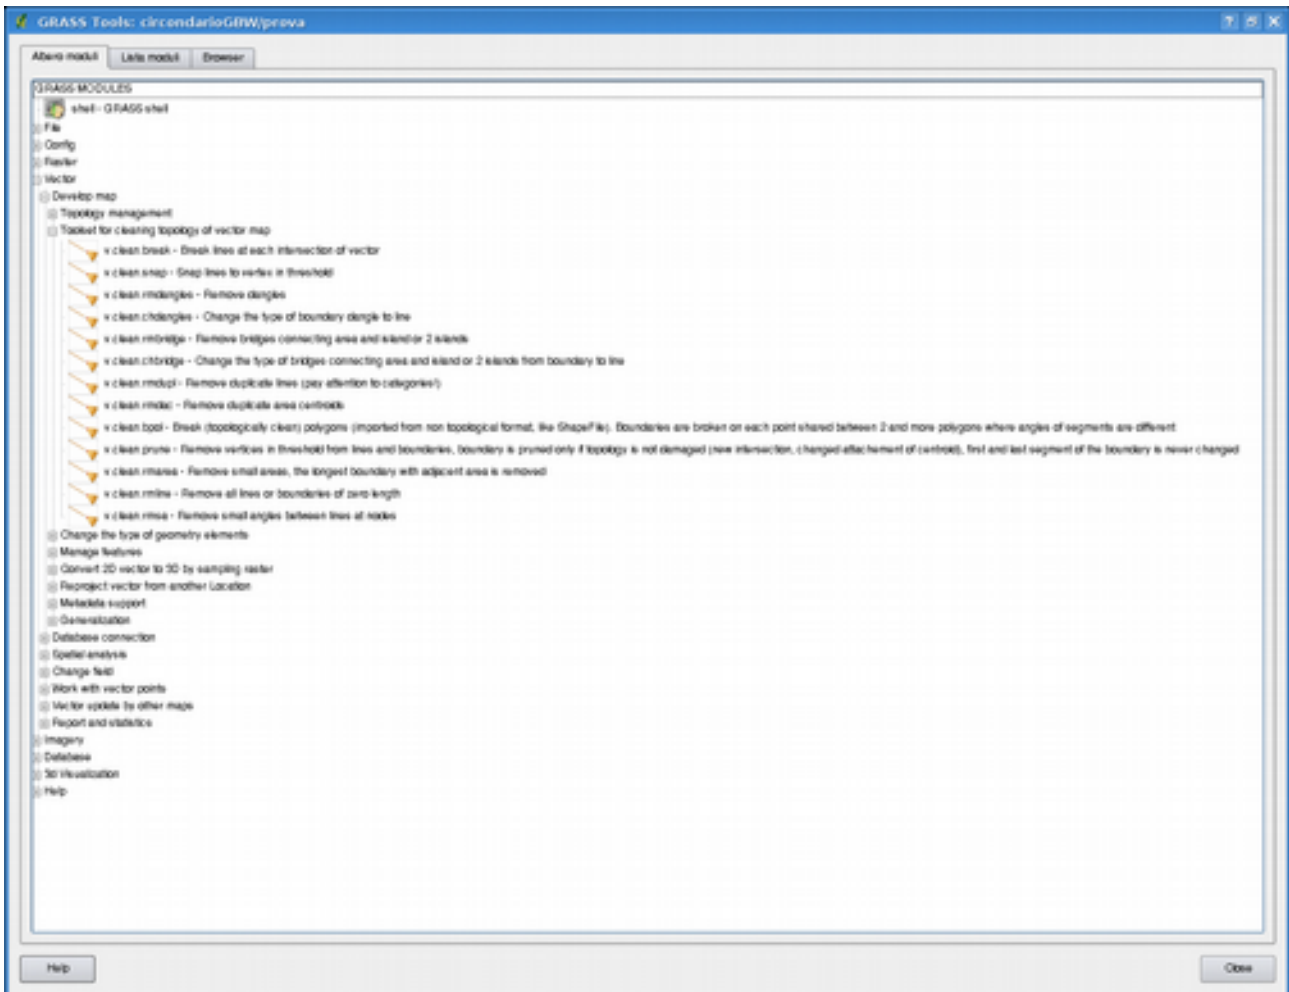 GRASS Tools: circondarioGBW/prova
Albero moduli Lista moduli Browser
GRASS MODULES
shell - GRASS shell
File
Config
Raster
Vector
Develop map
Topology management
Toolset for cleaning topology of vector map
v.clean.break - Break lines at each intersection of vector
v.clean.snap - Snap lines to vertex in threshold
v.clean.rmdangles - Remove dangles
v.clean.chdangles - Change the type of boundary dangle to line
v.clean.rmbridge - Remove bridges connecting area and island or 2 islands
v.clean.chbridge - Change the type of bridges connecting area and island or 2 islands from boundary to line
v.clean.rmdupl - Remove duplicate lines (pay attention to categories!)
v.clean.rmdac - Remove duplicate area centroids
v.clean.bpol - Break (topologically clean) polygons (imported from non topological format, like ShapeFile). Boundaries are broken on each point shared between 2 and more polygons where angles of segments are different
v.clean.prune - Remove vertices in threshold from lines and boundaries, boundary is pruned only if topology is not damaged (new intersection, changed attachement of centroid), first and last segment of the boundary is never changed
v.clean.rmarea - Remove small areas, the longest boundary with adjacent area is removed
v.clean.rmline - Remove all lines or boundaries of zero length
v.clean.rmsa - Remove small angles between lines at nodes
Change the type of geometry elements
Manage features
Convert 2D vector to 3D by sampling raster
Reproject vector from another Location
Metadata support
Generalization
Database connection
Spatial analysis
Change field
Work with vector points
Vector update by other maps
Report and statistics
Imagery
Database
3d Visualization
Help
Help Close